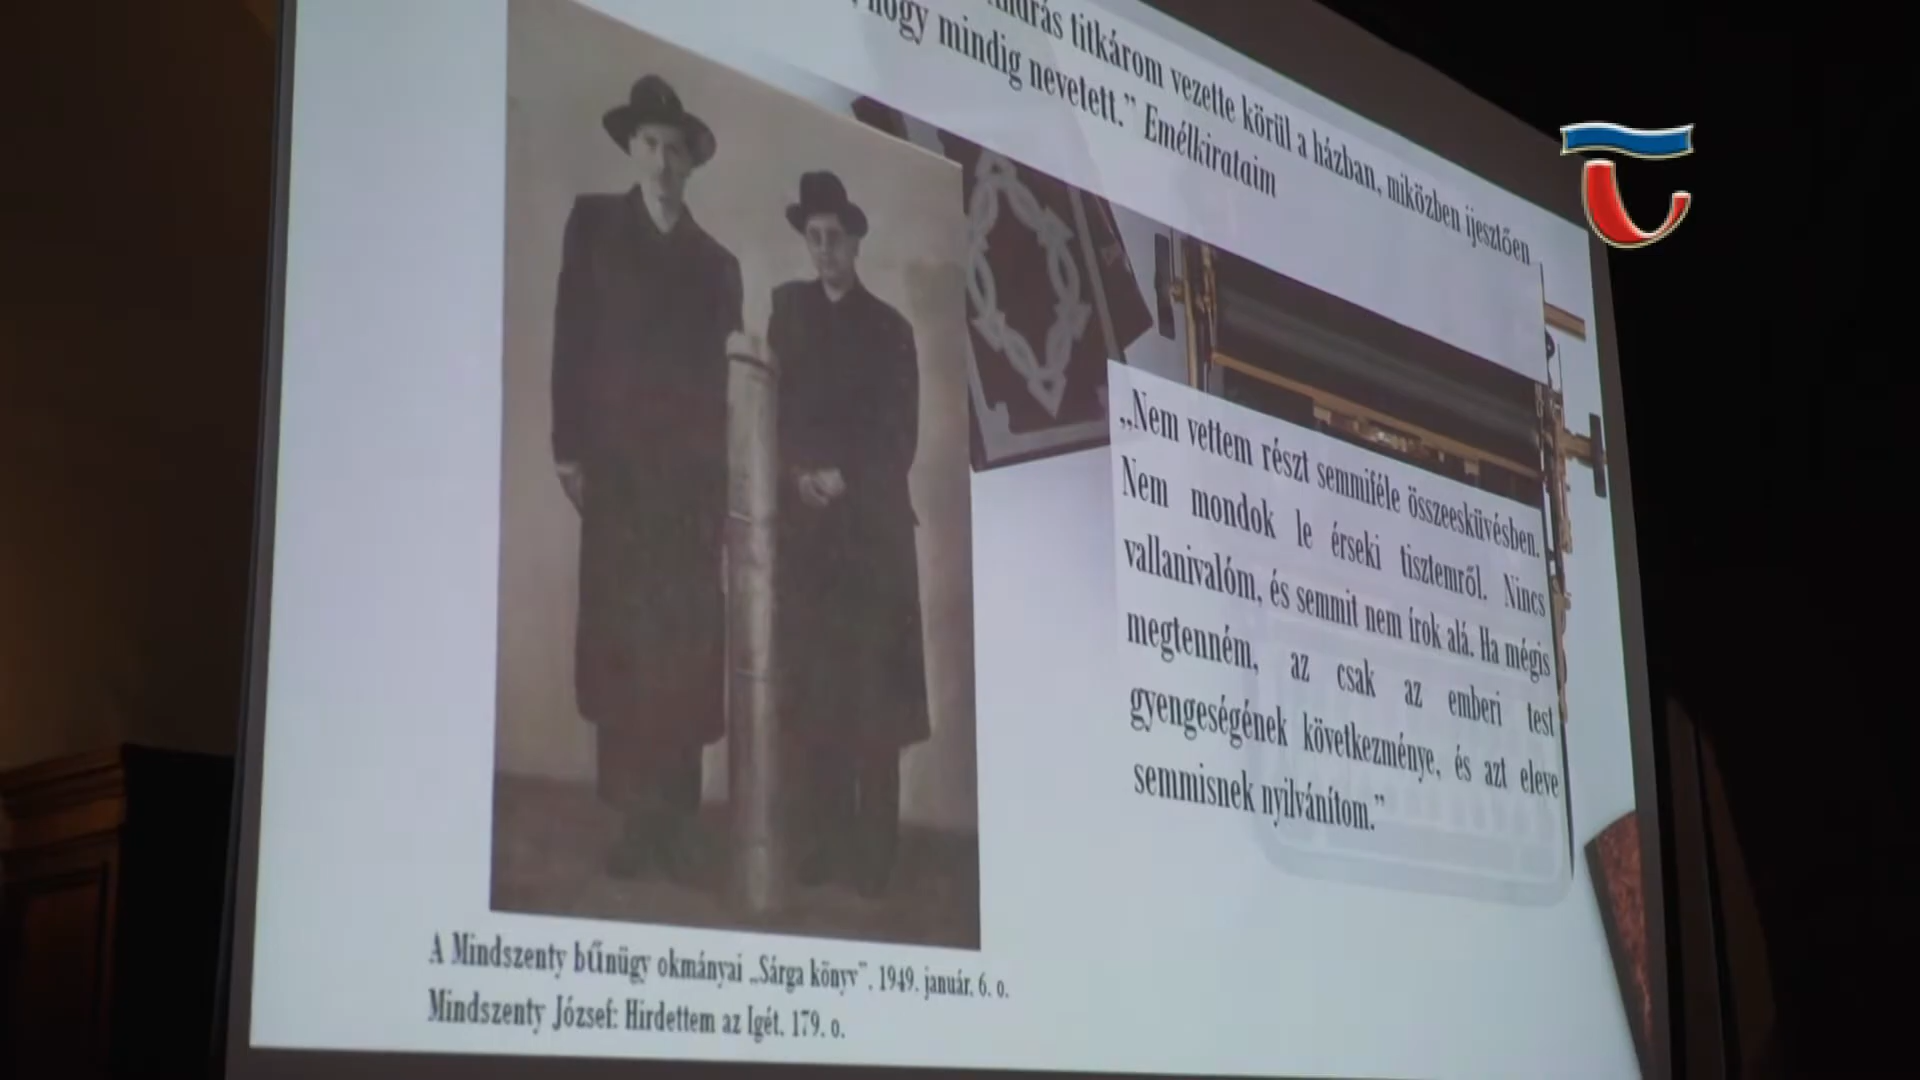 titkárom vezette körül a házban, miközben ijesztően
hogy mindig nevetett.” Emélkirataim
„Nem vettem részt semmiféle összeesküvésben.
Nem mondok le érseki tisztemről. Nincs
vallanivalóm, és semmit nem írok alá. Ha mégis
megtenném, az csak az emberi test
gyengeségének következménye, és azt eleve
semmisnek nyilvánítom.”
A Mindszenty bűnügy okmányai „Sárga könyv”. 1949. január. 6. o.
Mindszenty József: Hirdettem az Igét. 179. o.